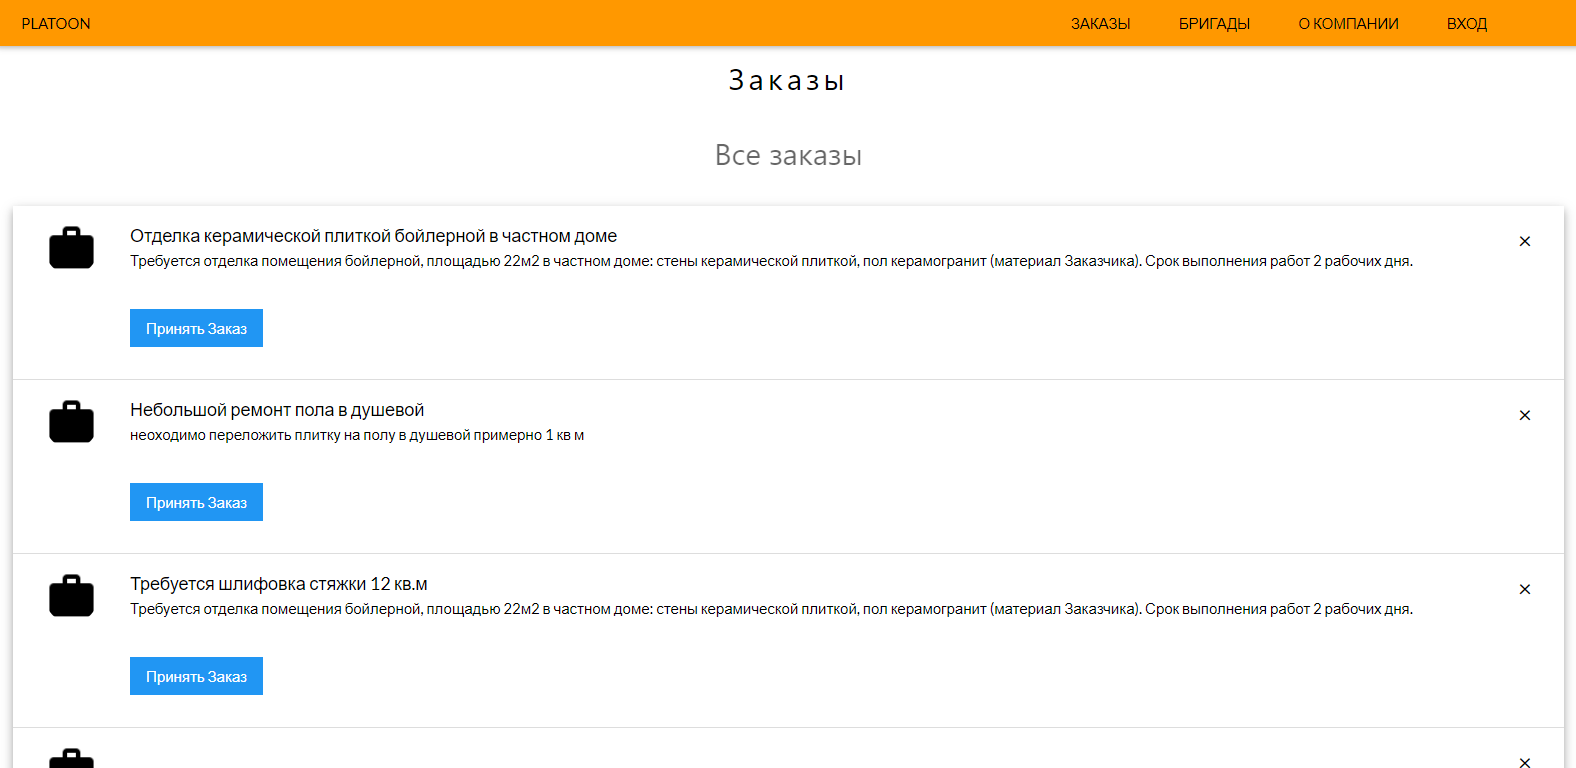 PLATOON ЗАКАЗЫ БРИГАДЫ О КОМПАНИИ ВХОД
Заказы
Все заказы
Отделка керамической плиткой бойлерной в частном доме ×
Требуется отделка помещения бойлерной, площадью 22м2 в частном доме: стены керамической плиткой, пол керамогранит (материал Заказчика). Срок выполнения работ 2 рабочих дня.
Принять Заказ
Небольшой ремонт пола в душевой ×
неоходимо переложить плитку на полу в душевой примерно 1 кв м
Принять Заказ
Требуется шлифовка стяжки 12 кв.м ×
Требуется отделка помещения бойлерной, площадью 22м2 в частном доме: стены керамической плиткой, пол керамогранит (материал Заказчика). Срок выполнения работ 2 рабочих дня.
Принять Заказ
×